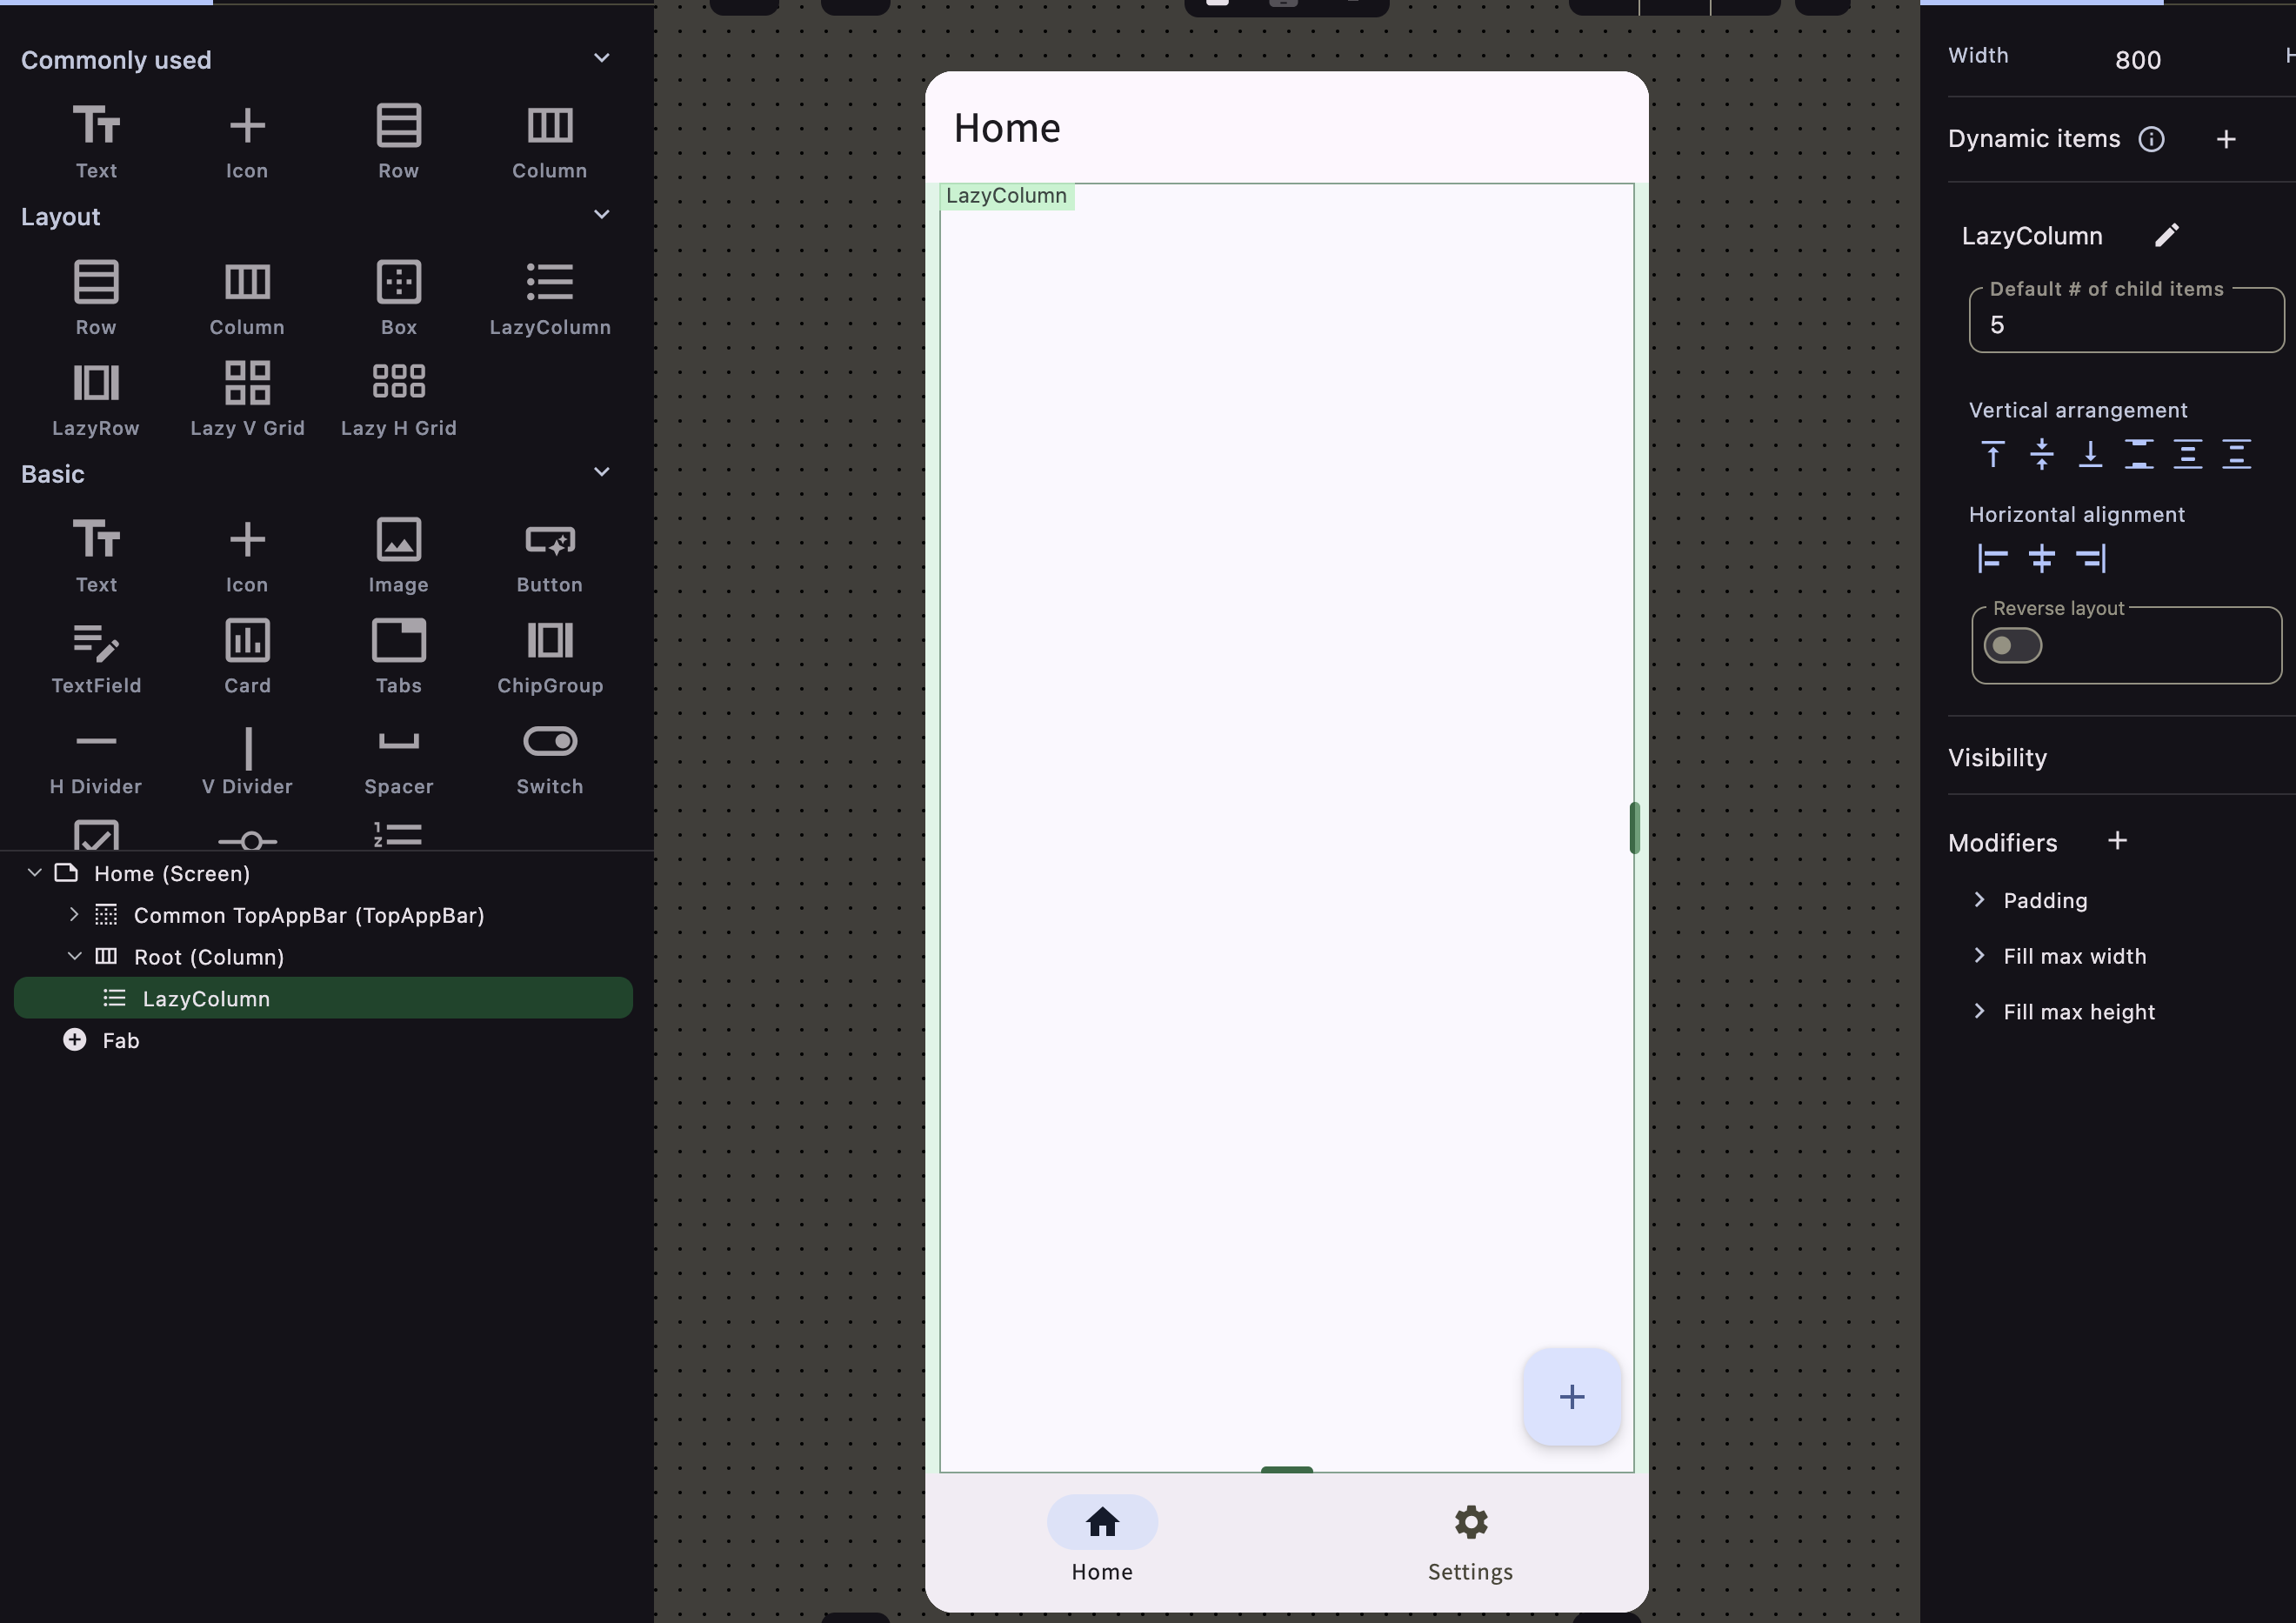 Commonly used
Text Icon Row Column
Layout
Row Column Box LazyColumn
LazyRow Lazy V Grid Lazy H Grid
Basic
Text Icon Image Button
TextField Card Tabs ChipGroup
H Divider V Divider Spacer Switch
Home (Screen)
Common TopAppBar (TopAppBar)
Root (Column)
LazyColumn
Fab
Home
LazyColumn
Home Settings
Width 800 H
Dynamic items
LazyColumn
Default # of child items
5
Vertical arrangement
Horizontal alignment
Reverse layout
Visibility
Modifiers
Padding
Fill max width
Fill max height